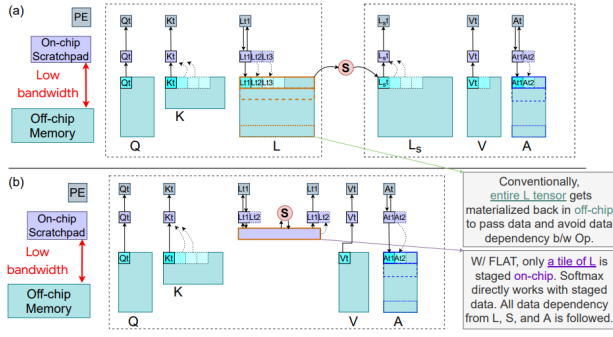 (a)
PE
On-chip
Scratchpad
Low
bandwidth
Off-chip
Memory
Qt
Kt
Lt1
Lst
Vt
At
Qt
Kt
Lt1 Lt2 Lt3
Lst
Vt
At1 At2
Qt
Kt
Lt1 Lt2 Lt3
Lst
Vt
At1 At2
S
Q
K
L
Ls
V
A
(b)
PE
On-chip
Scratchpad
Low
bandwidth
Off-chip
Memory
Qt
Kt
Lt1
Lt1
Vt
At
Qt
Kt
Lt1 Lt2
S
Lt1 Lt2
Vt
At1 At2
Qt
Kt
Vt
At1 At2
Q
K
V
A
Conventionally,
entire L tensor gets
materialized back in off-chip
to pass data and avoid data
dependency b/w Op.
W/ FLAT, only a tile of L is
staged on-chip. Softmax
directly works with staged
data. All data dependency
from L, S, and A is followed.